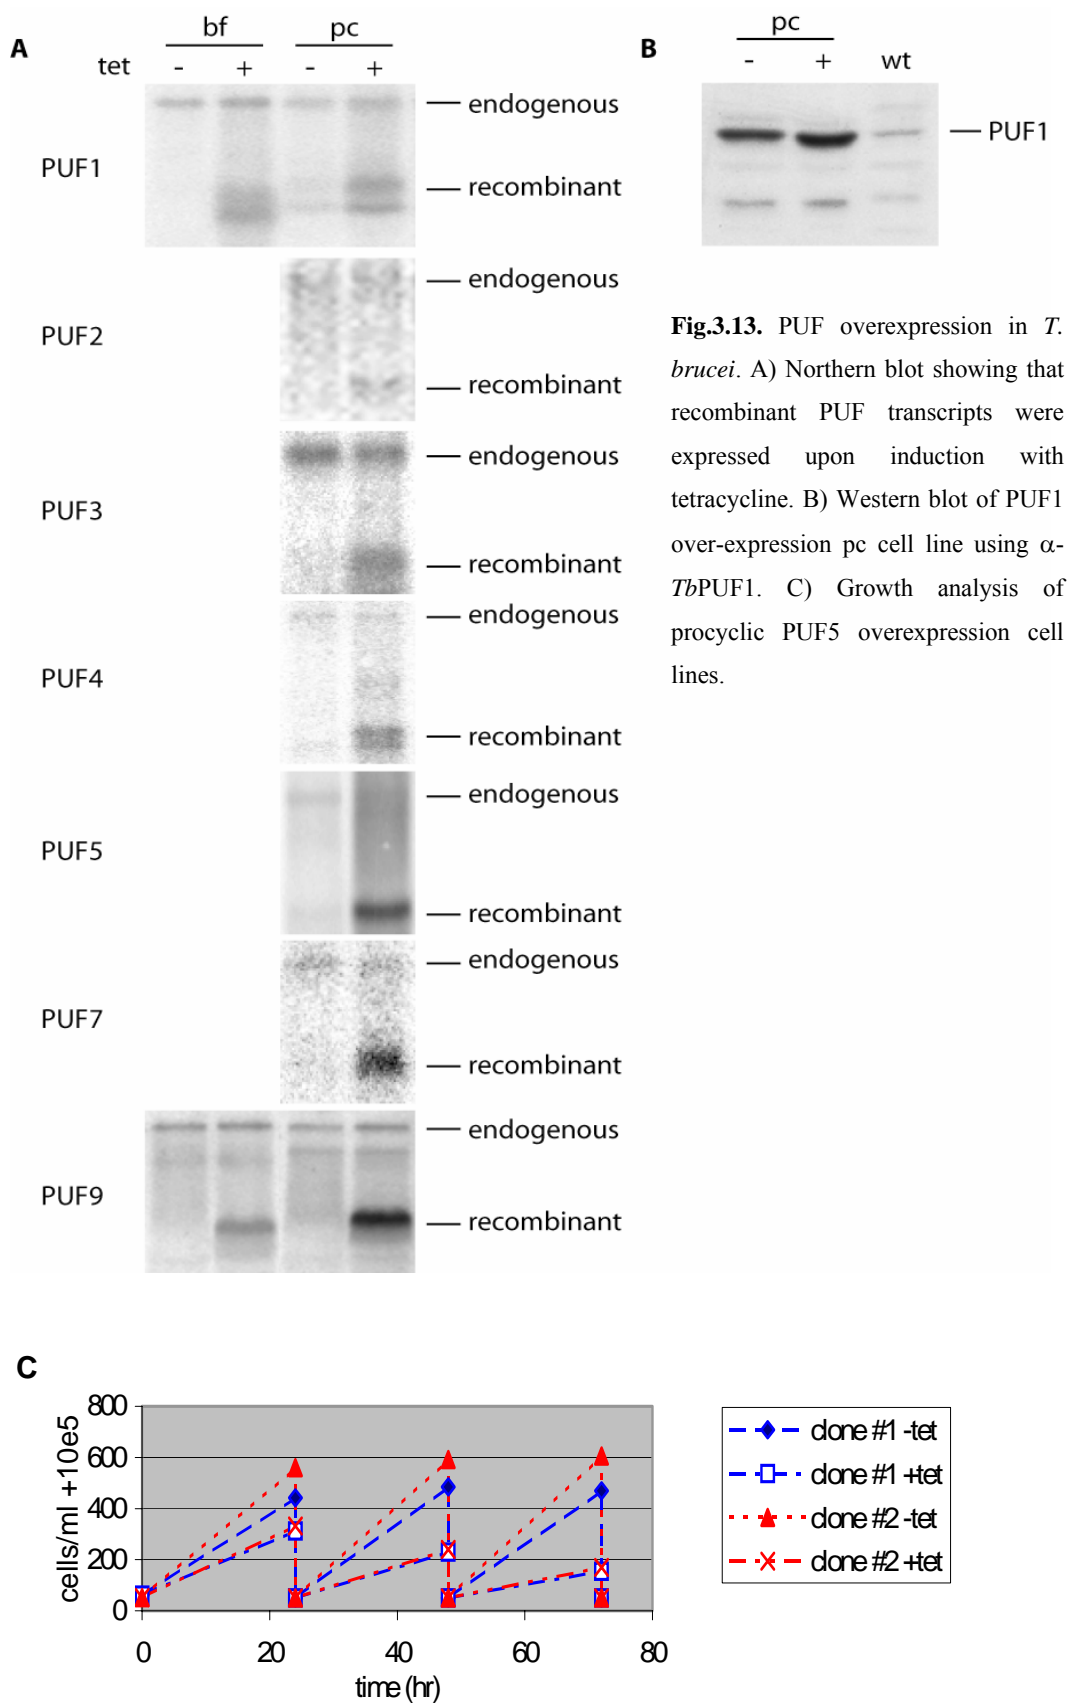 A
bf pc
tet - + - +
PUF1
endogenous
recombinant
PUF2
endogenous
recombinant
PUF3
endogenous
recombinant
PUF4
endogenous
recombinant
PUF5
endogenous
recombinant
PUF7
endogenous
recombinant
PUF9
endogenous
recombinant
B
pc
- + wt
PUF1
Fig.3.13. PUF overexpression in T.
brucei. A) Northern blot showing that
recombinant PUF transcripts were
expressed upon induction with
tetracycline. B) Western blot of PUF1
over-expression pc cell line using α-
TbPUF1. C) Growth analysis of
procyclic PUF5 overexpression cell
lines.
C
cells/ml +10e5
800
600
400
200
0
0 20 40 60 80
time (hr)
clone #1 -tet
clone #1 +tet
clone #2 -tet
clone #2 +tet